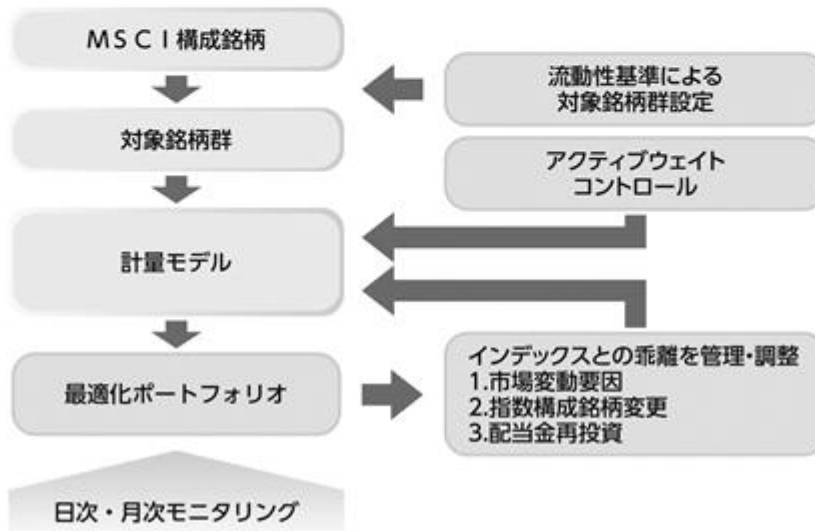 MSCI構成銘柄
流動性基準による
対象銘柄群設定
対象銘柄群
アクティブウェイト
コントロール
計量モデル
最適化ポートフォリオ
インデックスとの乖離を管理・調整
1.市場変動要因
2.指数構成銘柄変更
3.配当金再投資
日次・月次モニタリング